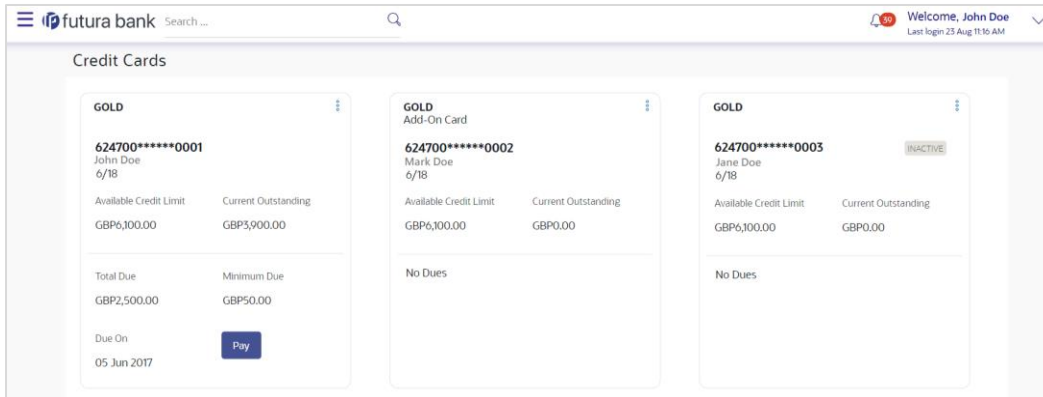 futura bank Search ... 39 Welcome, John Doe
Last login 23 Aug 11:16 AM
Credit Cards
GOLD
624700******0001
John Doe
6/18
Available Credit Limit Current Outstanding
GBP6,100.00 GBP3,900.00
Total Due Minimum Due
GBP2,500.00 GBP50.00
Due On
Pay
05 Jun 2017
GOLD
Add-On Card
624700******0002
Mark Doe
6/18
Available Credit Limit Current Outstanding
GBP6,100.00 GBP0.00
No Dues
GOLD
624700******0003 INACTIVE
Jane Doe
6/18
Available Credit Limit Current Outstanding
GBP6,100.00 GBP0.00
No Dues